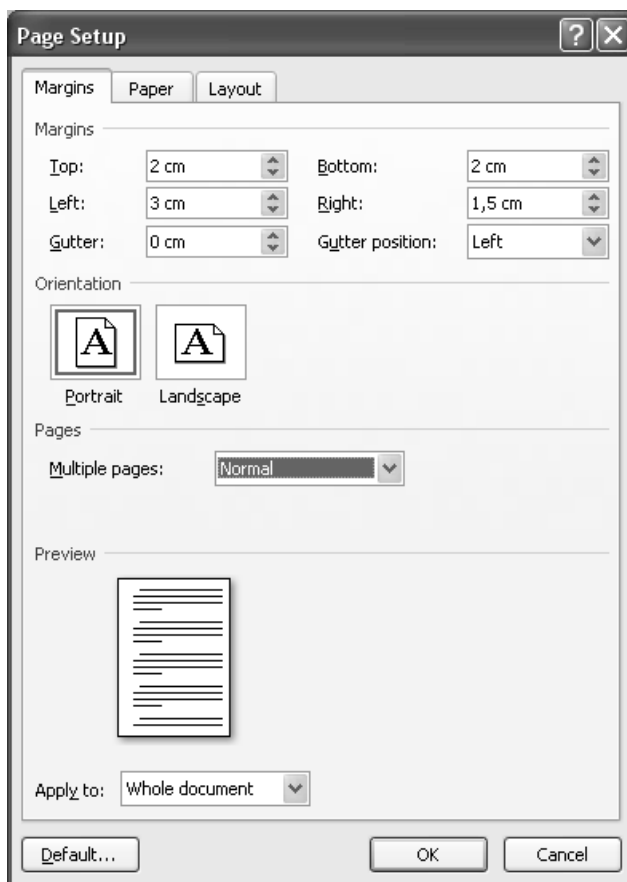 Page Setup
Margins Paper Layout
Margins
Top: 2 cm Bottom: 2 cm
Left: 3 cm Right: 1,5 cm
Gutter: 0 cm Gutter position: Left
Orientation
A A
Portrait Landscape
Pages
Multiple pages: Normal
Preview
Apply to: Whole document
Default... OK Cancel